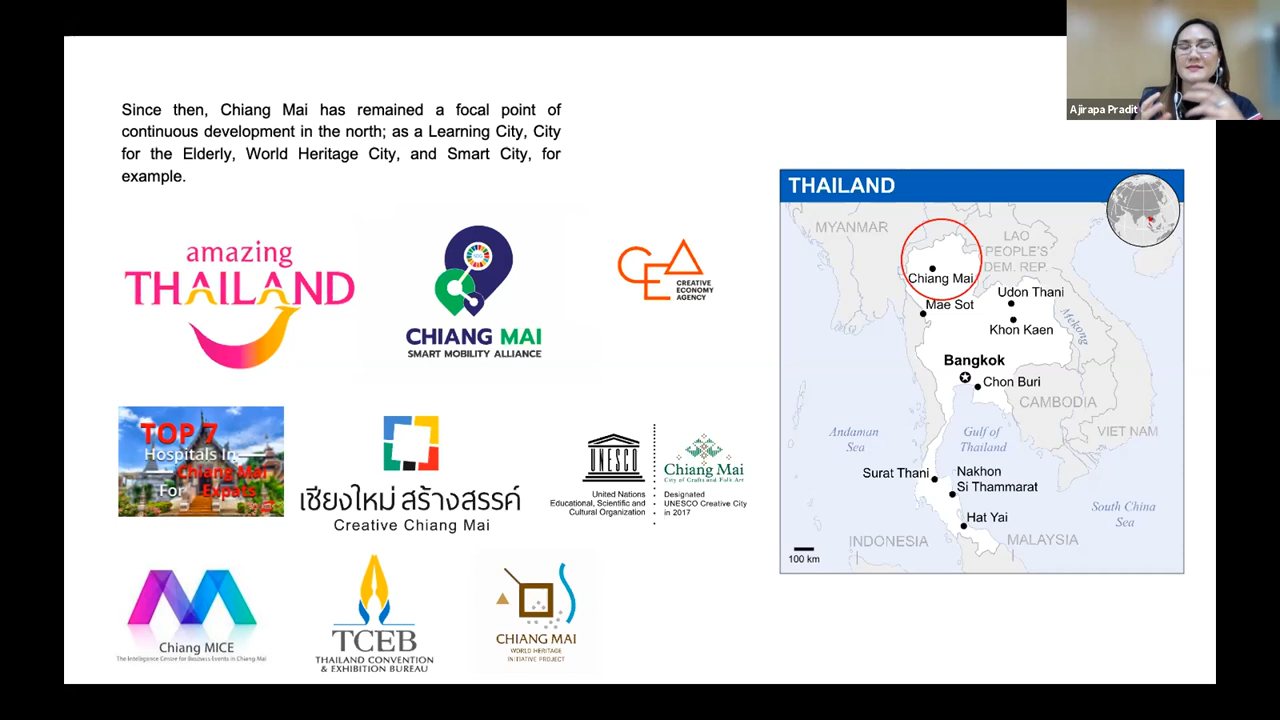 Ajirapa Pradit
Since then, Chiang Mai has remained a focal point of
continuous development in the north; as a Learning City, City
for the Elderly, World Heritage City, and Smart City, for
example.
amazing
THAILAND
CHIANG MAI
SMART MOBILITY ALLIANCE
CEA
CREATIVE
ECONOMY
AGENCY
TOP 7
Hospitals In
Chiang Mai
For Expats
เชียงใหม่ สร้างสรรค์
Creative Chiang Mai
UNESCO
United Nations
Educational, Scientific and
Cultural Organization
Chiang Mai
City of Crafts and Folk Art
Designated
UNESCO Creative City
in 2017
Chiang MICE
The Intelligence Centre for Business Events in Chiang Mai
TCEB
THAILAND CONVENTION
& EXHIBITION BUREAU
CHIANG MAI
WORLD HERITAGE
INITIATIVE PROJECT
THAILAND
MYANMAR
LAO
PEOPLE'S
DEM. REP.
Chiang Mai
Udon Thani
Mae Sot
Khon Kaen
Mekong
Bangkok
Chon Buri
CAMBODIA
VIET NAM
Andaman
Sea
Gulf of
Thailand
Surat Thani
Nakhon
Si Thammarat
South China
Sea
Hat Yai
INDONESIA
MALAYSIA
100 km